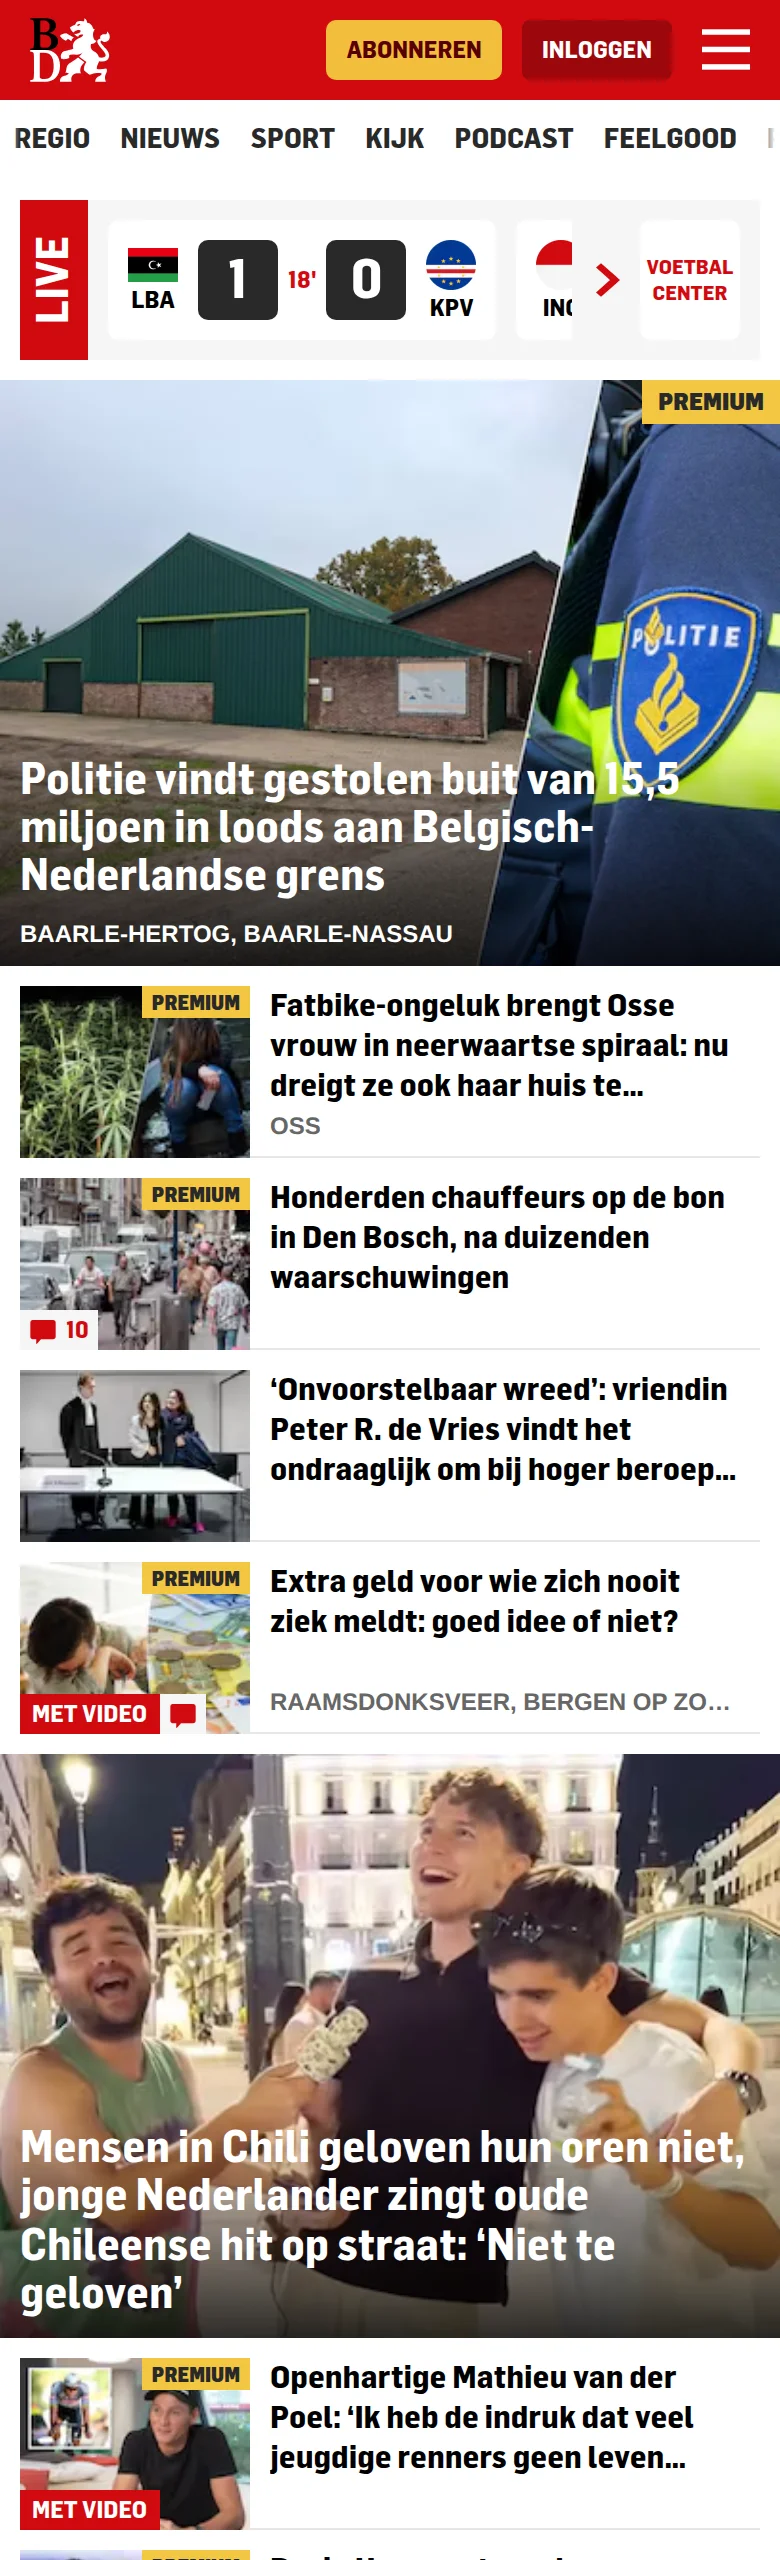 BD
ABONNEREN
INLOGGEN
REGIO NIEUWS SPORT KIJK PODCAST FEELGOOD
LIVE
LBA
1
18'
0
KPV
VOETBAL
CENTER
PREMIUM
POLITIE
Politie vindt gestolen buit van 15,5
miljoen in loods aan Belgisch-
Nederlandse grens
BAARLE-HERTOG, BAARLE-NASSAU
PREMIUM
Fatbike-ongeluk brengt Osse
vrouw in neerwaartse spiraal: nu
dreigt ze ook haar huis te...
OSS
PREMIUM
10
Honderden chauffeurs op de bon
in Den Bosch, na duizenden
waarschuwingen
‘Onvoorstelbaar wreed’: vriendin
Peter R. de Vries vindt het
ondraaglijk om bij hoger beroep...
PREMIUM
MET VIDEO
Extra geld voor wie zich nooit
ziek meldt: goed idee of niet?
RAAMSDONKSVEER, BERGEN OP ZO...
Mensen in Chili geloven hun oren niet,
jonge Nederlander zingt oude
Chileense hit op straat: ‘Niet te
geloven’
PREMIUM
MET VIDEO
Openhartige Mathieu van der
Poel: ‘Ik heb de indruk dat veel
jeugdige renners geen leven...